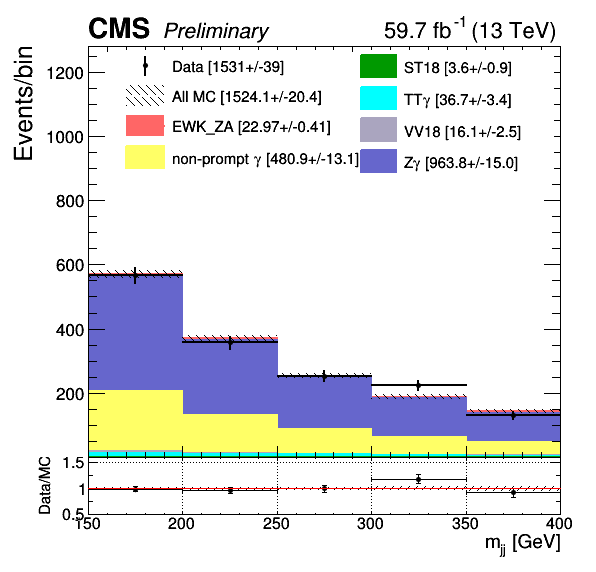 CMS Preliminary 59.7 fb⁻¹ (13 TeV)
Events/bin
1200
1000
800
600
400
200
Data [1531+/-39]
All MC [1524.1+/-20.4]
EWK_ZA [22.97+/-0.41]
non-prompt γ [480.9+/-13.1]
ST18 [3.6+/-0.9]
TTγ [36.7+/-3.4]
VV18 [16.1+/-2.5]
Zγ [963.8+/-15.0]
Data/MC
1.5
1
0.5
150 200 250 300 350 400
m_jj [GeV]